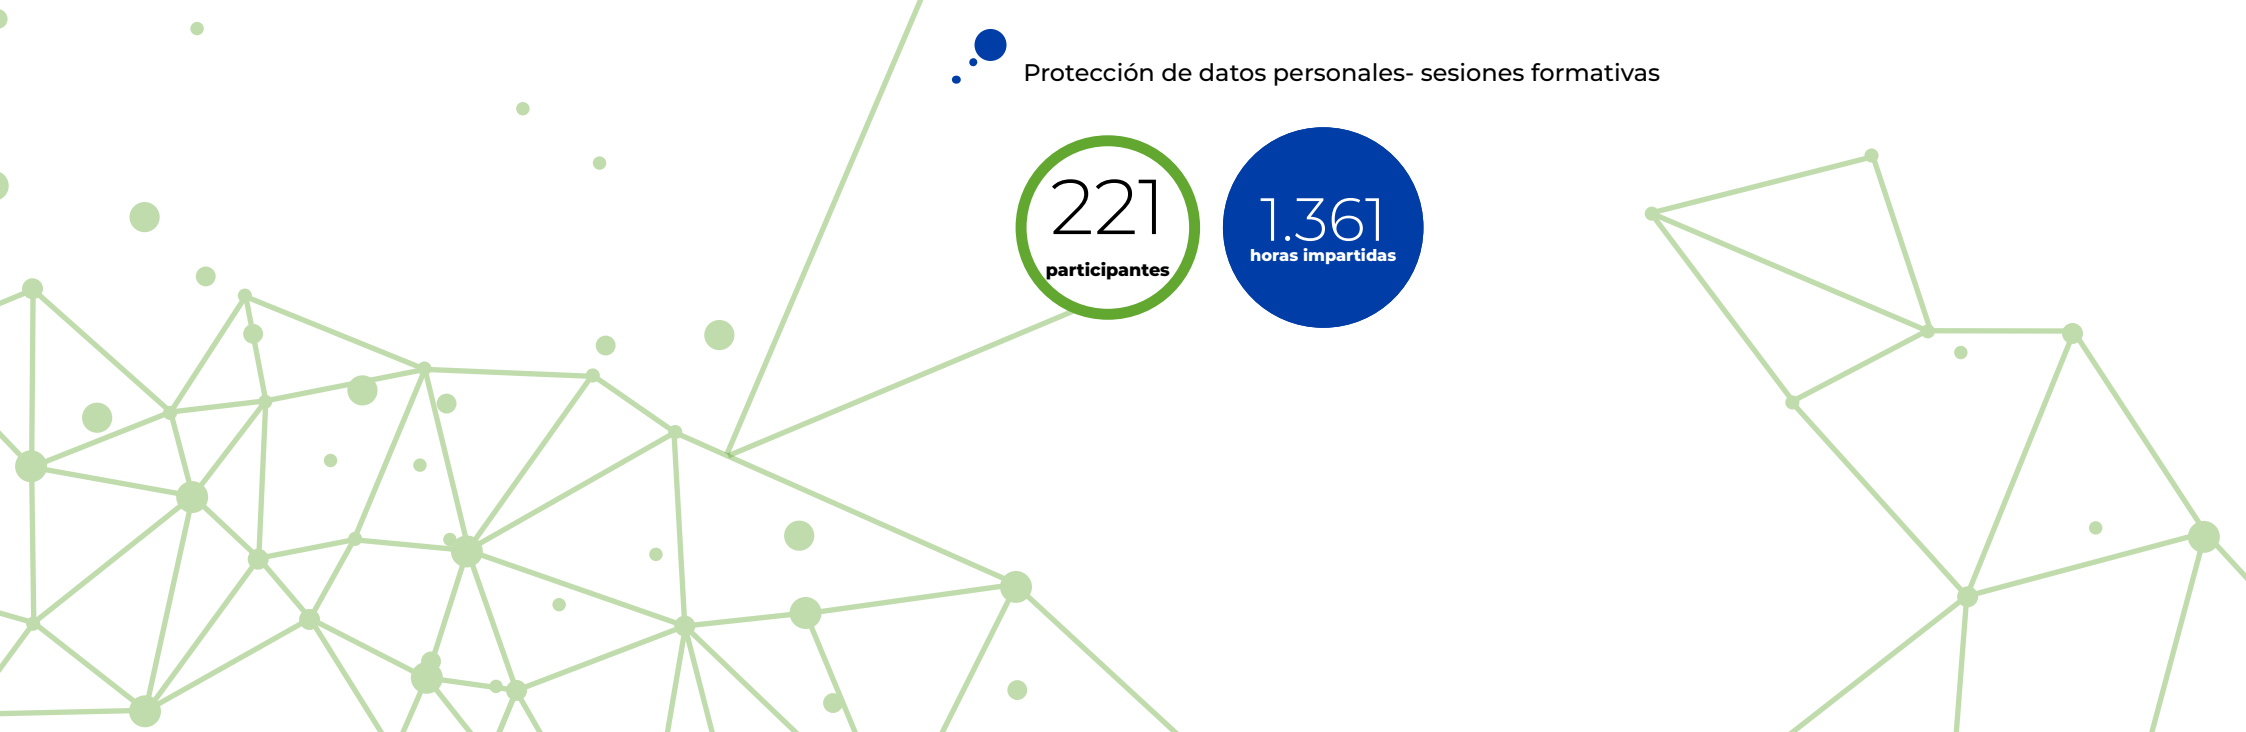 Protección de datos personales- sesiones formativas
221
participantes
1.361
horas impartidas